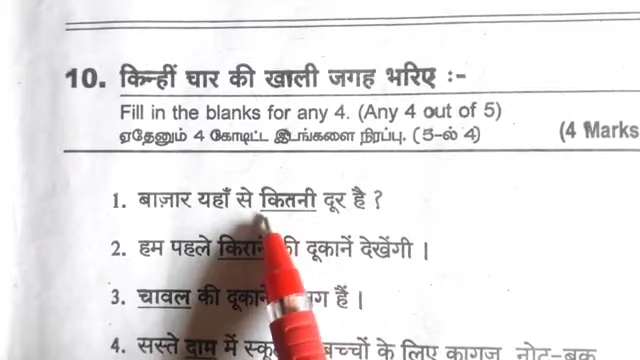 10. किन्हीं चार की खाली जगह भरिए :-
Fill in the blanks for any 4. (Any 4 out of 5)
ஏதேனும் 4 கோடிட்ட இடங்களை நிரப்பு. (5-ல் 4)
(4 Marks
1. बाज़ार यहाँ से कितनी दूर है ?
2. हम पहले किराने की दूकानें देखेंगी ।
3. चावल की दूकानें हैं ।
4. सस्ते दाम में बच्चों के लिए कागज, नोट-बुक